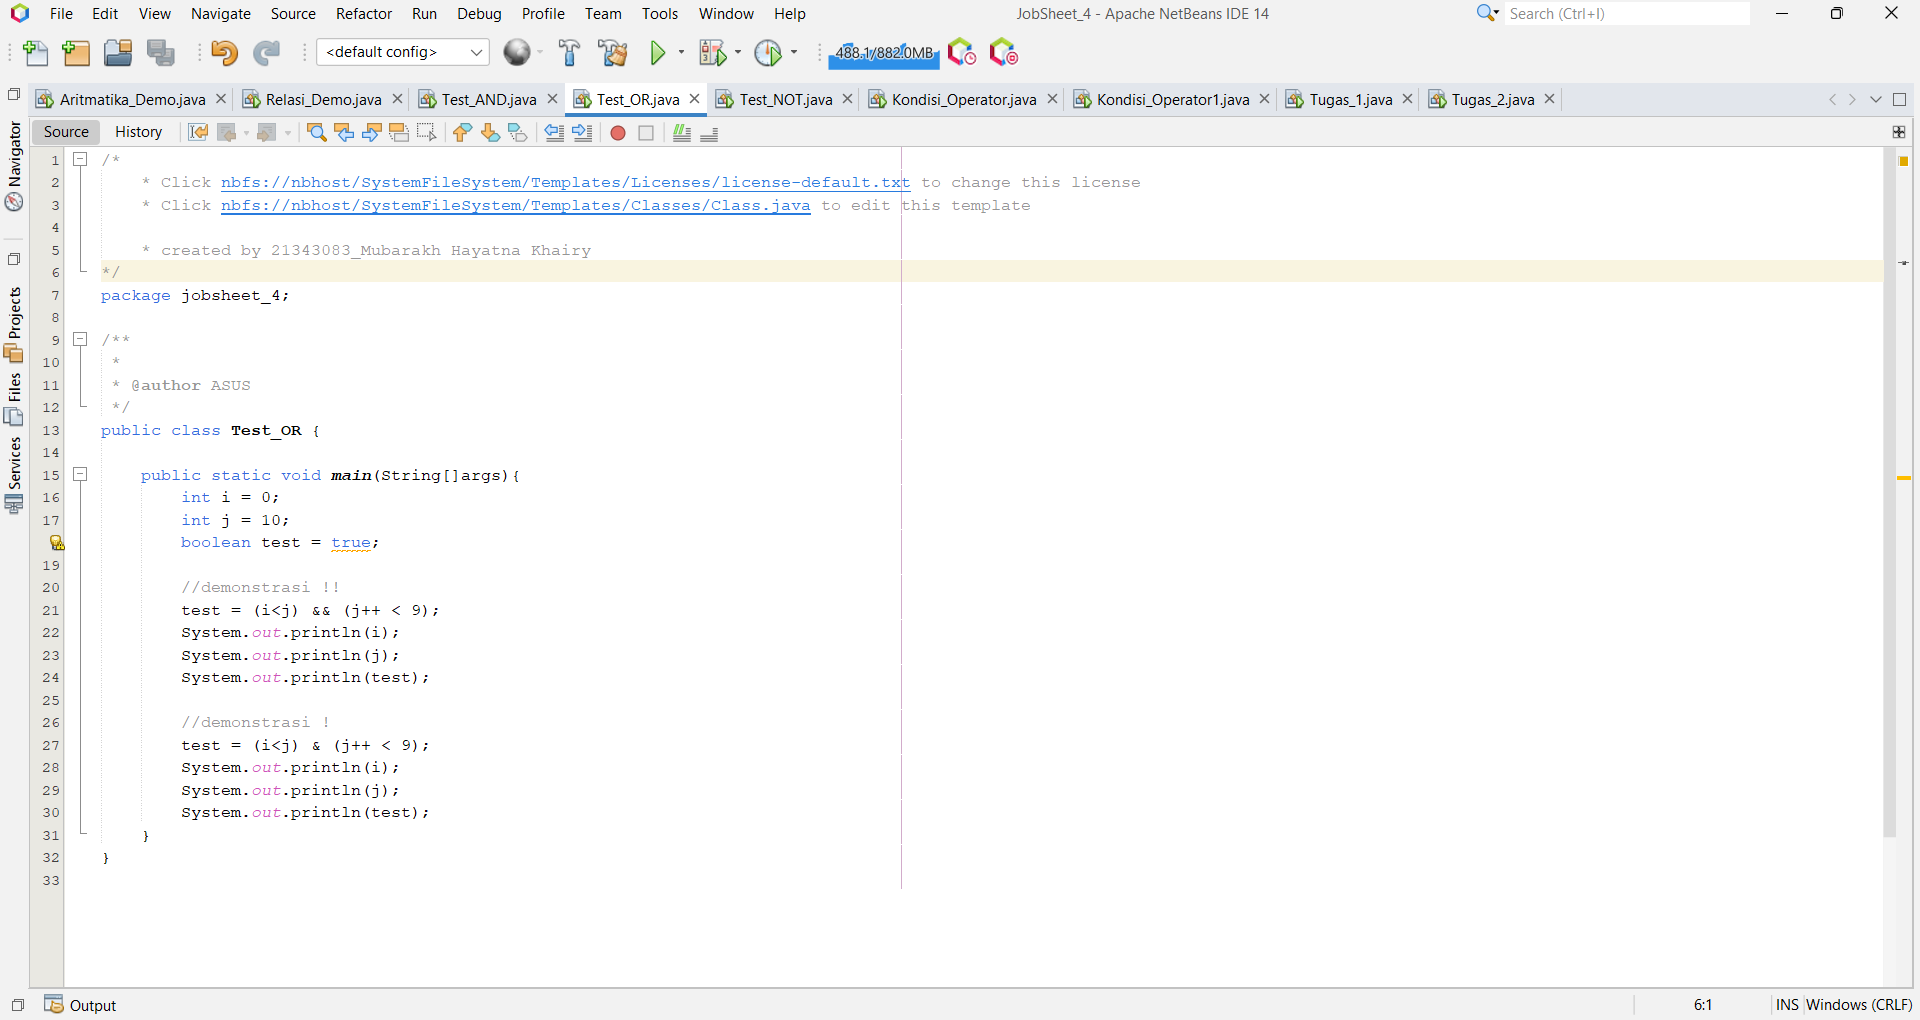 File Edit View Navigate Source Refactor Run Debug Profile Team Tools Window Help JobSheet_4 - Apache NetBeans IDE 14 Search (Ctrl+I)
<default config> 488.1/882.0MB
Aritmatika_Demo.java Relasi_Demo.java Test_AND.java Test_OR.java Test_NOT.java Kondisi_Operator.java Kondisi_Operator1.java Tugas_1.java Tugas_2.java
Source History
Navigator
Projects
Files
Services
1 /*
2 * Click nbfs://nbhost/SystemFileSystem/Templates/Licenses/license-default.txt to change this license
3 * Click nbfs://nbhost/SystemFileSystem/Templates/Classes/Class.java to edit this template
4
5 * created by 21343083_Mubarakh Hayatna Khairy
6 */
7 package jobsheet_4;
8
9 /**
10 *
11 * @author ASUS
12 */
13 public class Test_OR {
14
15 public static void main(String[]args){
16 int i = 0;
17 int j = 10;
boolean test = true;
19
20 //demonstrasi !!
21 test = (i<j) && (j++ < 9);
22 System.out.println(i);
23 System.out.println(j);
24 System.out.println(test);
25
26 //demonstrasi !
27 test = (i<j) & (j++ < 9);
28 System.out.println(i);
29 System.out.println(j);
30 System.out.println(test);
31 }
32 }
33
Output 6:1 INS Windows (CRLF)